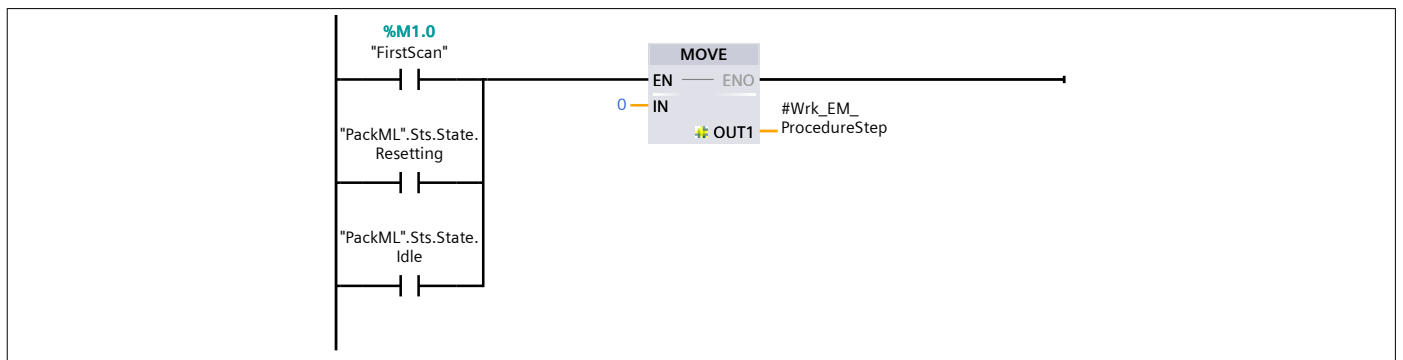 %M1.0
"FirstScan"
MOVE
EN
ENO
0
IN
#Wrk_EM_
ProcedureStep
OUT1
"PackML".Sts.State.
Resetting
"PackML".Sts.State.
Idle